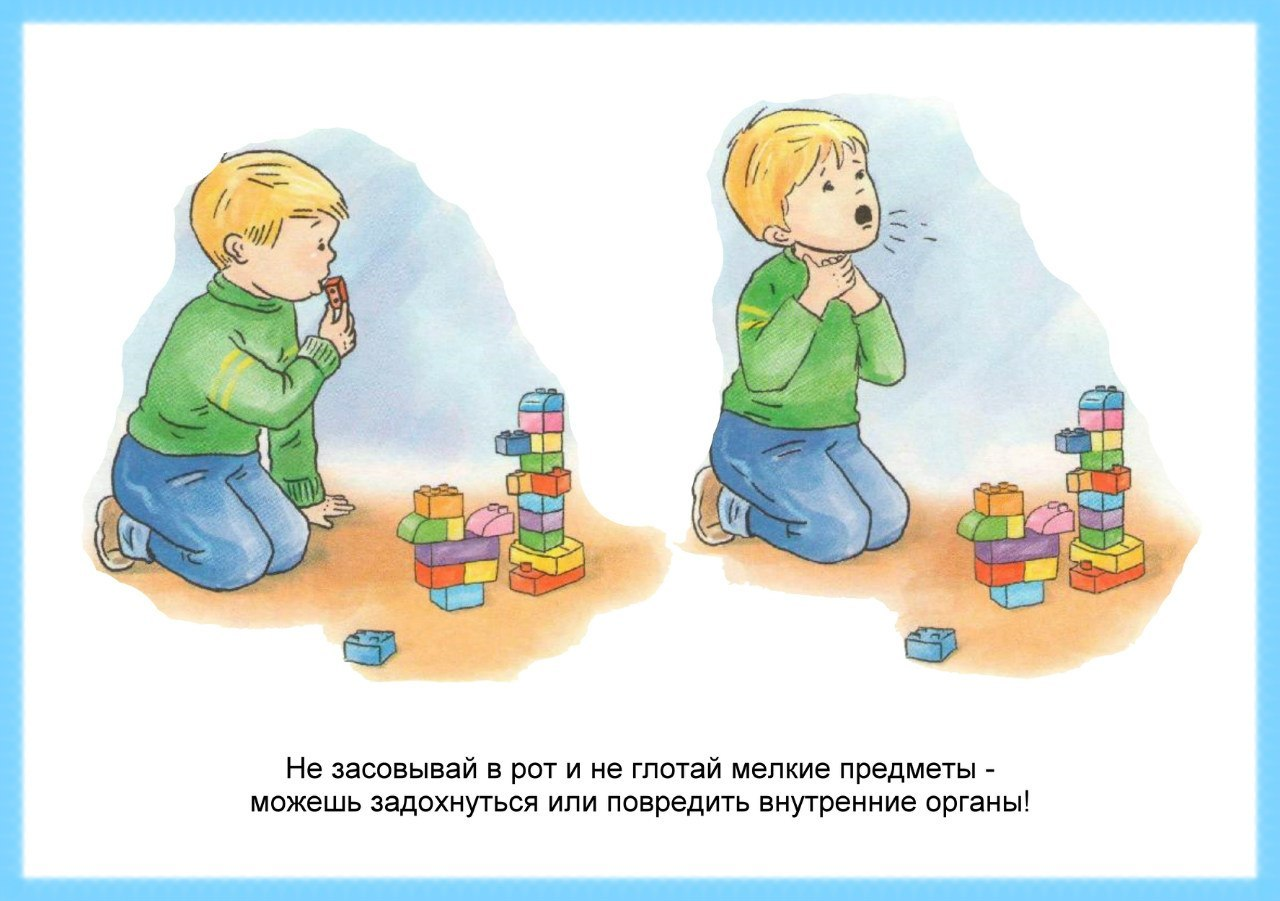 Не засовывай в рот и не глотай мелкие предметы -
можешь задохнуться или повредить внутренние органы!